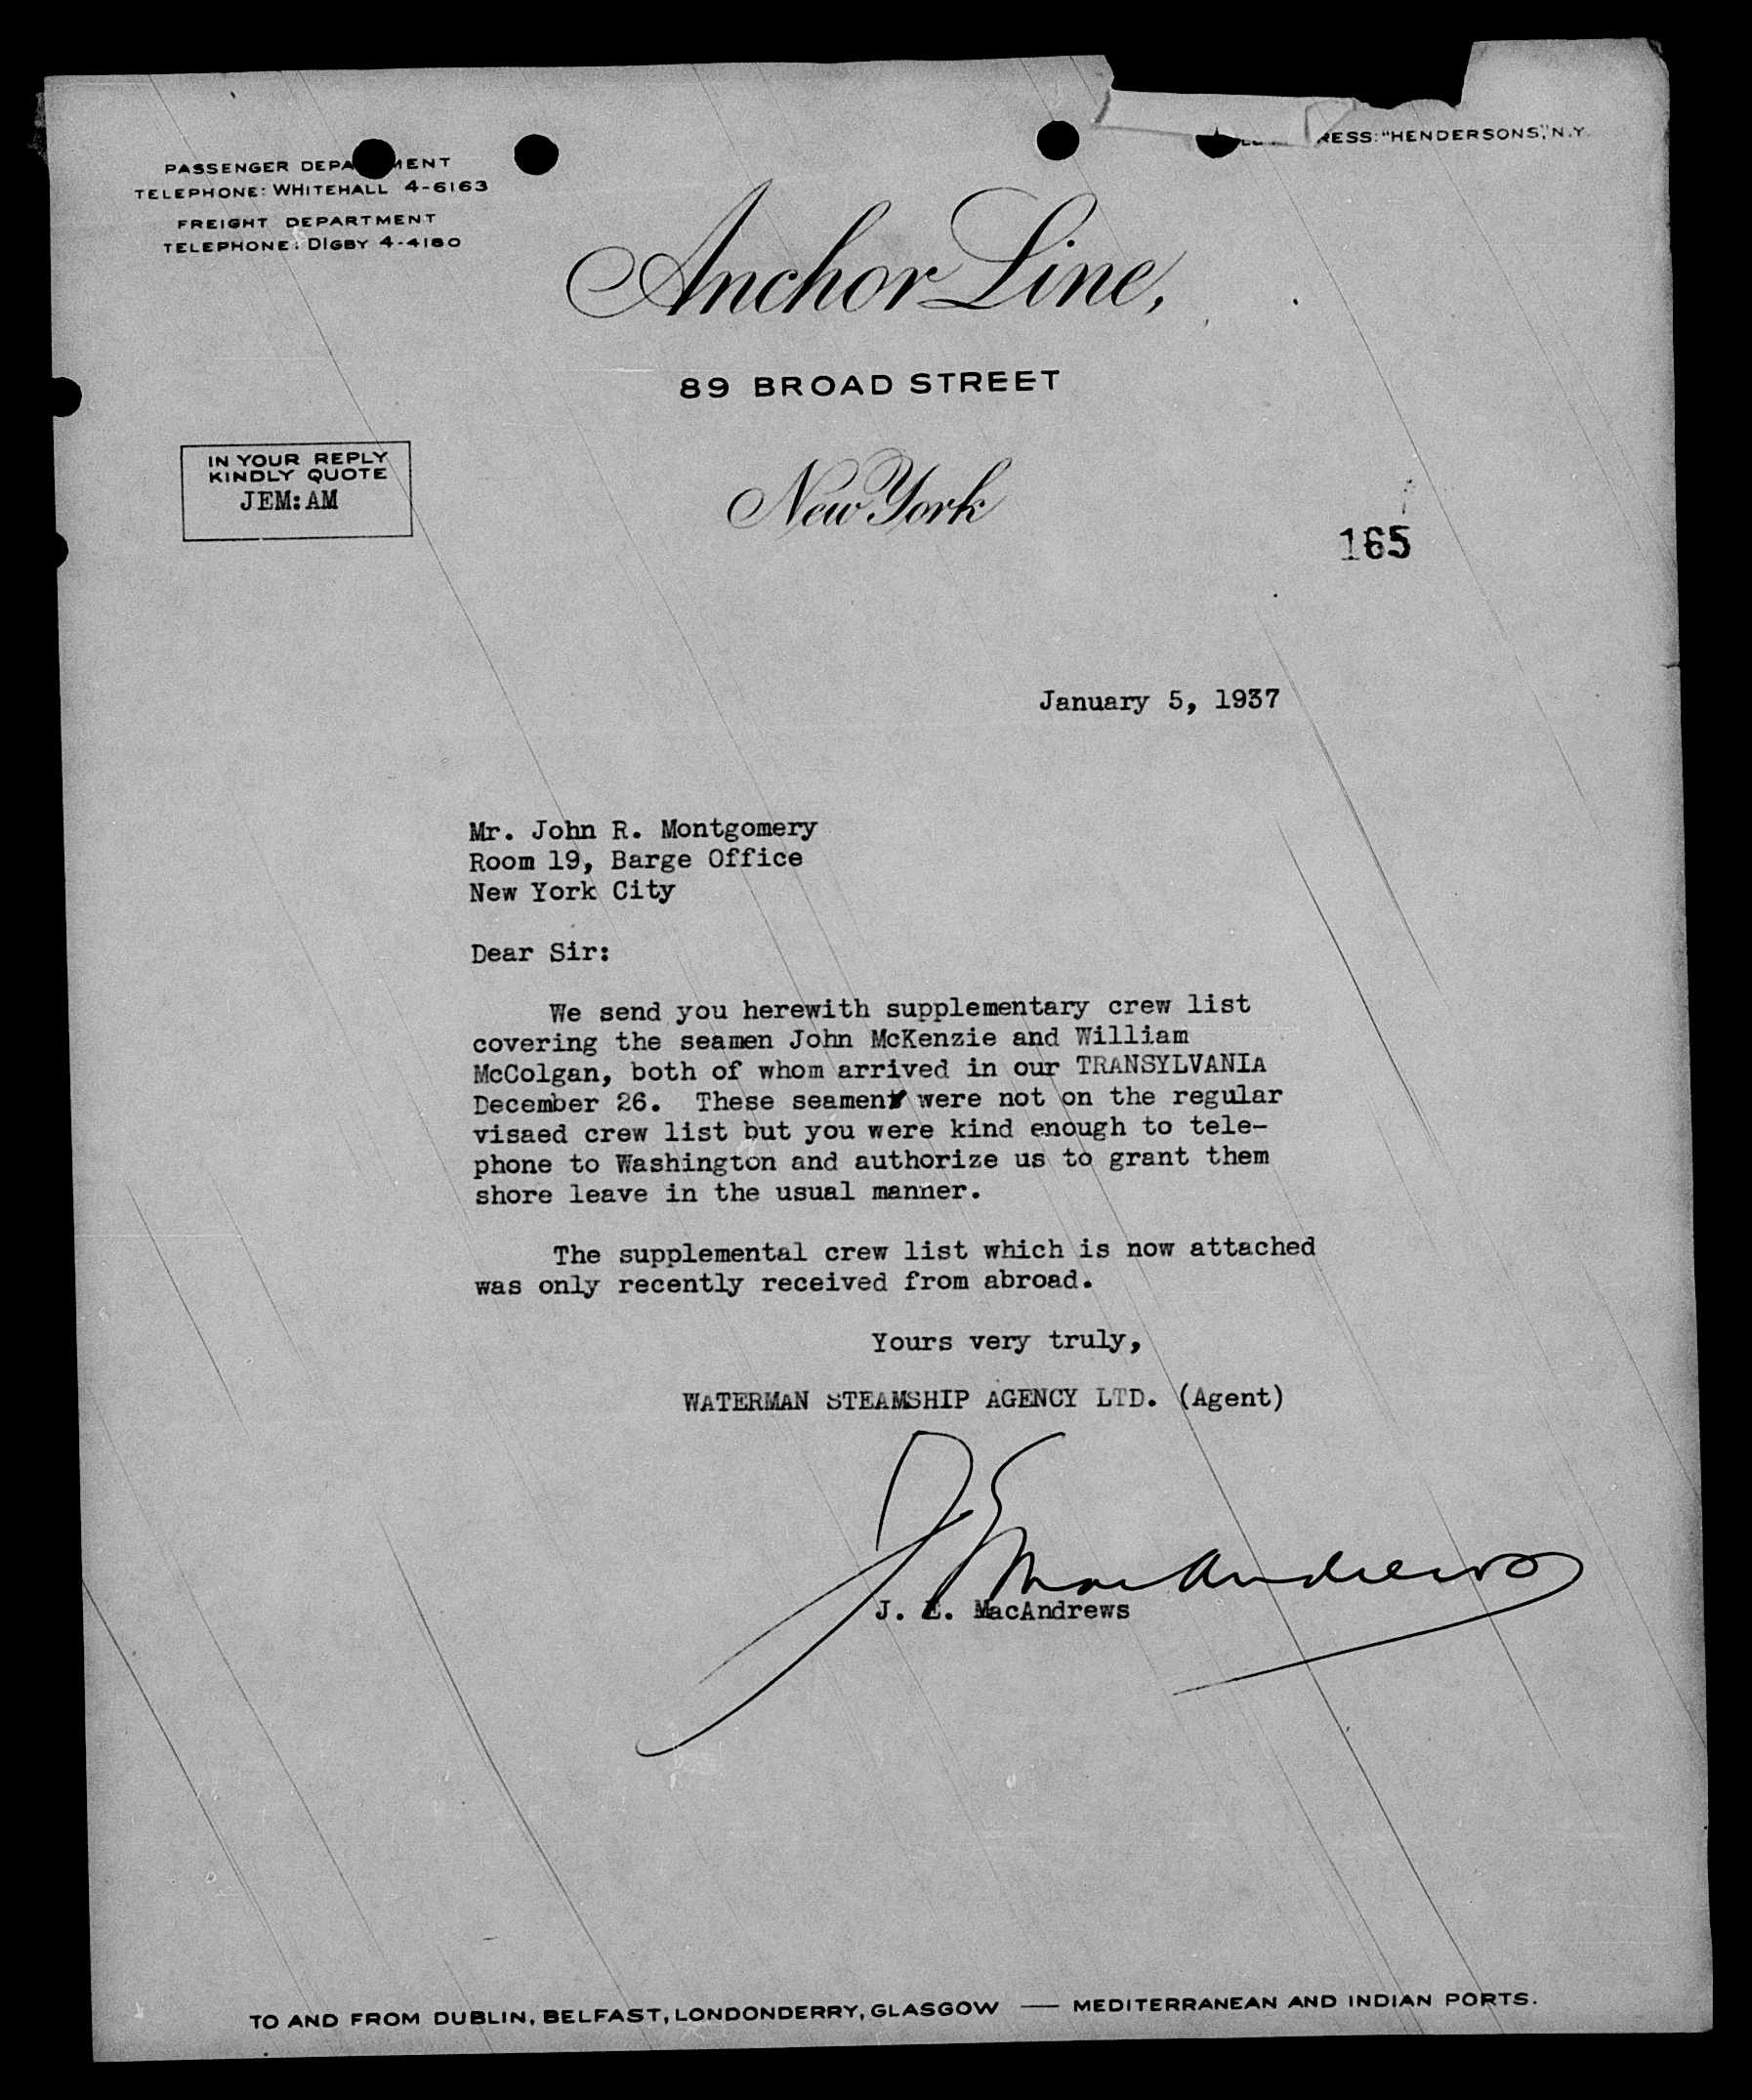 PASSENGER DEPA MENT
TELEPHONE: WHITEHALL 4-6163
FREIGHT DEPARTMENT
TELEPHONE: DIGBY 4-4180
RESS: "HENDERSONS," N.Y.
Anchor Line,
89 BROAD STREET
New York
IN YOUR REPLY
KINDLY QUOTE
JEM:AM
165
January 5, 1937
Mr. John R. Montgomery
Room 19, Barge Office
New York City
Dear Sir:
We send you herewith supplementary crew list
covering the seamen John McKenzie and William
McColgan, both of whom arrived in our TRANSYLVANIA
December 26. These seamen were not on the regular
visaed crew list but you were kind enough to tele-
phone to Washington and authorize us to grant them
shore leave in the usual manner.
The supplemental crew list which is now attached
was only recently received from abroad.
Yours very truly,
WATERMAN STEAMSHIP AGENCY LTD. (Agent)
J E MacAndrews
J. E. MacAndrews
TO AND FROM DUBLIN, BELFAST, LONDONDERRY, GLASGOW — MEDITERRANEAN AND INDIAN PORTS.